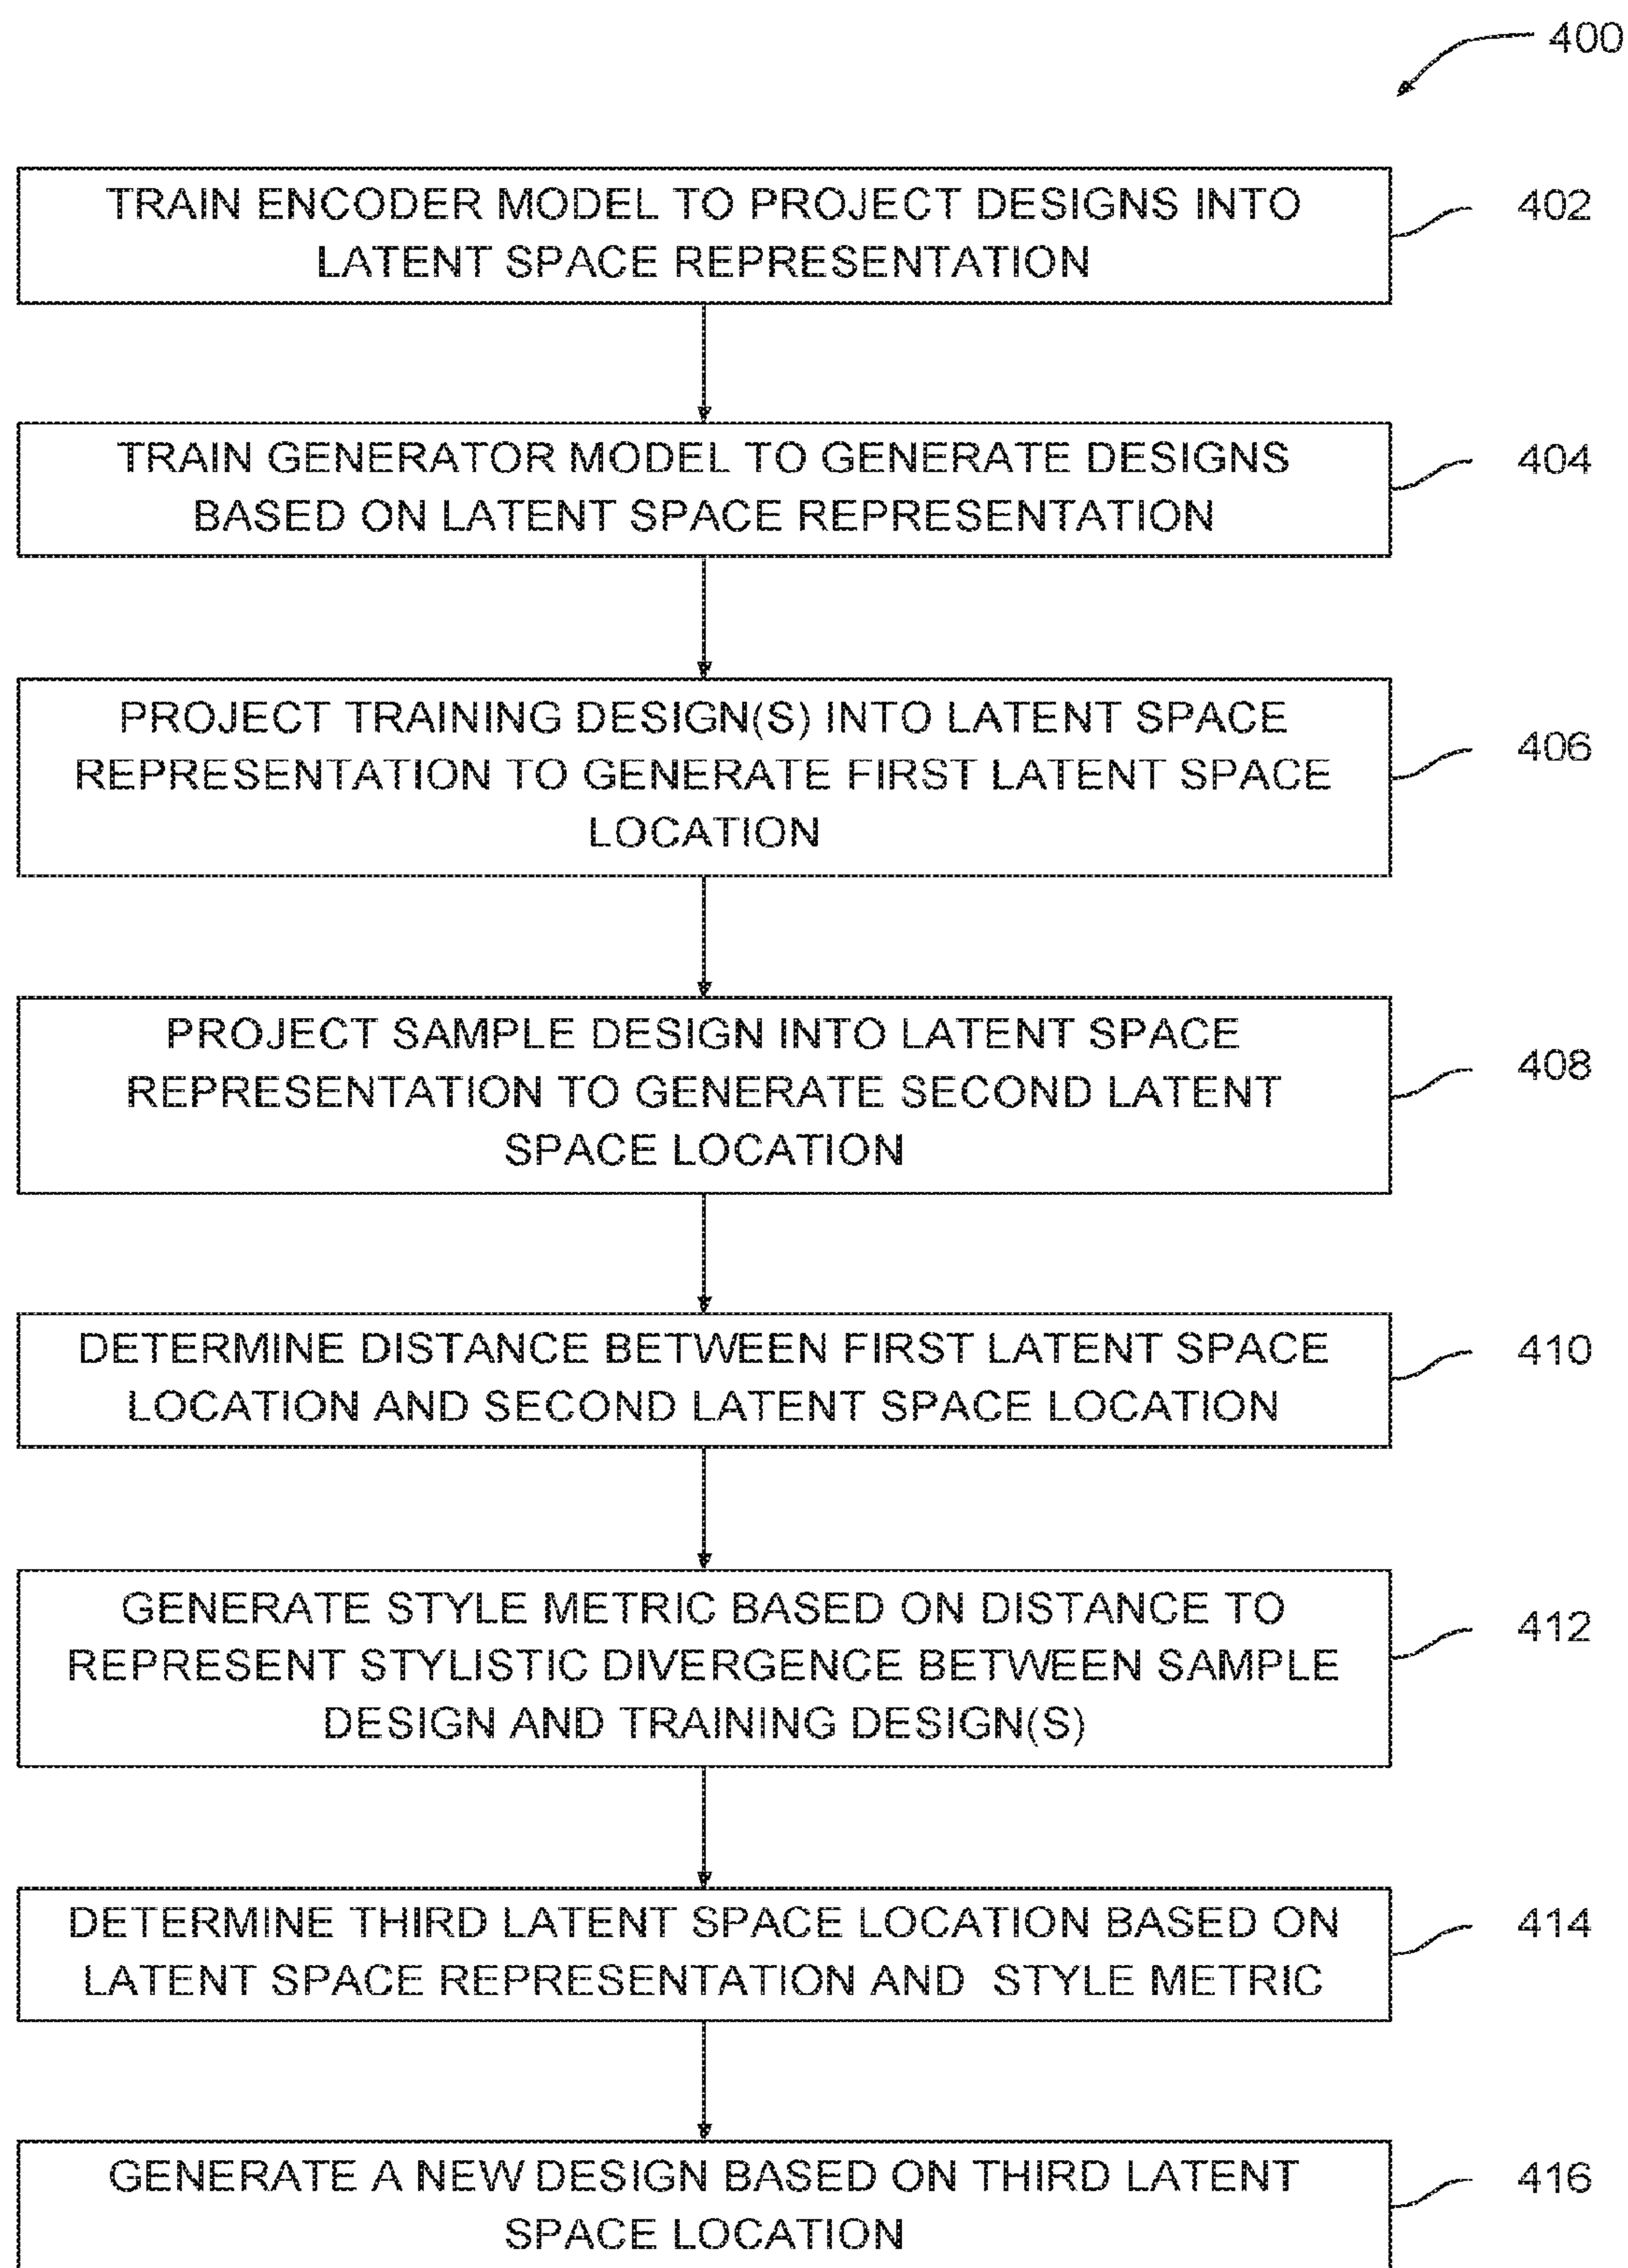 400
TRAIN ENCODER MODEL TO PROJECT DESIGNS INTO
LATENT SPACE REPRESENTATION
402
TRAIN GENERATOR MODEL TO GENERATE DESIGNS
BASED ON LATENT SPACE REPRESENTATION
404
PROJECT TRAINING DESIGN(S) INTO LATENT SPACE
REPRESENTATION TO GENERATE FIRST LATENT SPACE
LOCATION
406
PROJECT SAMPLE DESIGN INTO LATENT SPACE
REPRESENTATION TO GENERATE SECOND LATENT
SPACE LOCATION
408
DETERMINE DISTANCE BETWEEN FIRST LATENT SPACE
LOCATION AND SECOND LATENT SPACE LOCATION
410
GENERATE STYLE METRIC BASED ON DISTANCE TO
REPRESENT STYLISTIC DIVERGENCE BETWEEN SAMPLE
DESIGN AND TRAINING DESIGN(S)
412
DETERMINE THIRD LATENT SPACE LOCATION BASED ON
LATENT SPACE REPRESENTATION AND STYLE METRIC
414
GENERATE A NEW DESIGN BASED ON THIRD LATENT
SPACE LOCATION
416